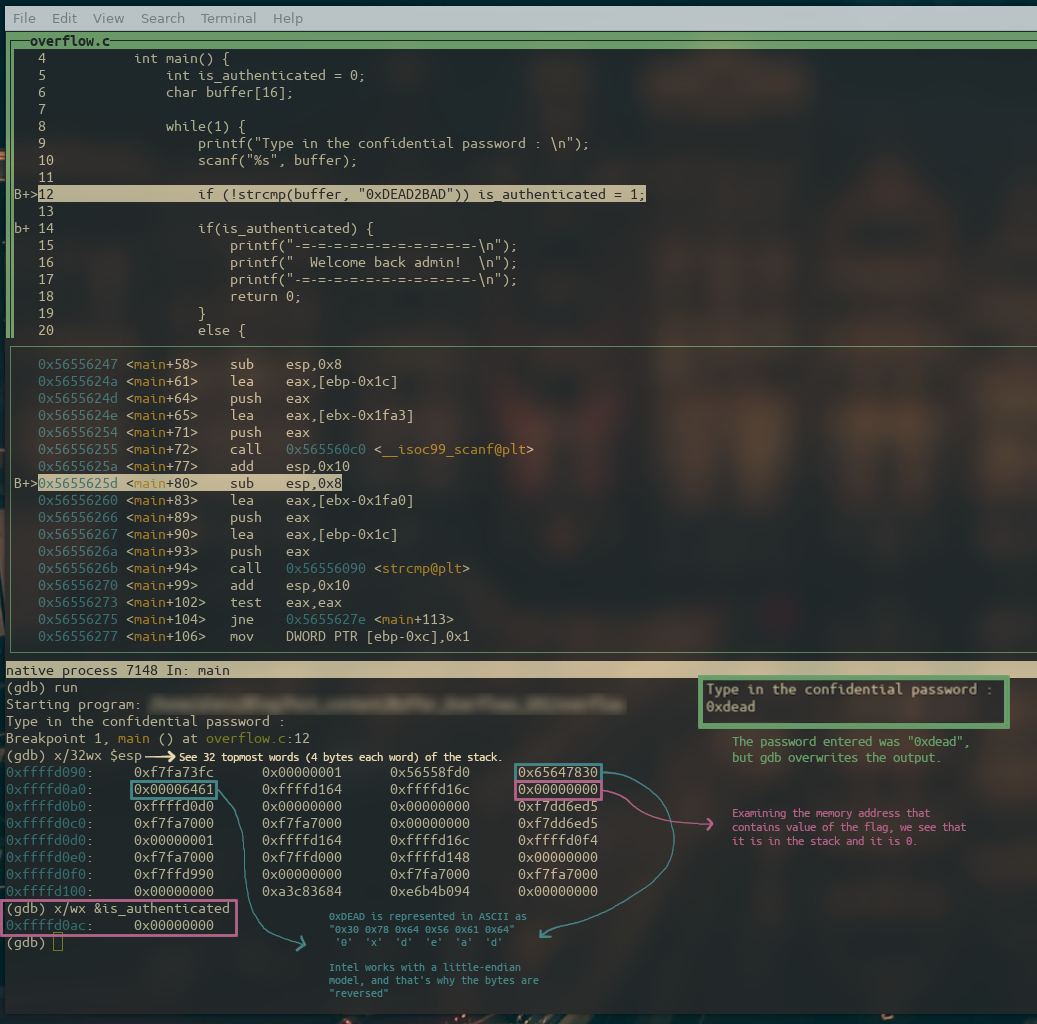 File Edit View Search Terminal Help
overflow.c
4 int main() {
5 int is_authenticated = 0;
6 char buffer[16];
7
8 while(1) {
9 printf("Type in the confidential password : \n");
10 scanf("%s", buffer);
11
B+>12 if (!strcmp(buffer, "0xDEAD2BAD")) is_authenticated = 1;
13
b+ 14 if(is_authenticated) {
15 printf("-=-=-=-=-=-=-=-=-=-=-=-\n");
16 printf("  Welcome back admin!  \n");
17 printf("-=-=-=-=-=-=-=-=-=-=-=-\n");
18 return 0;
19 }
20 else {
0x56556247 <main+58> sub esp,0x8
0x5655624a <main+61> lea eax,[ebp-0x1c]
0x5655624d <main+64> push eax
0x5655624e <main+65> lea eax,[ebx-0x1fa3]
0x56556254 <main+71> push eax
0x56556255 <main+72> call 0x565560c0 <__isoc99_scanf@plt>
0x5655625a <main+77> add esp,0x10
B+>0x5655625d <main+80> sub esp,0x8
0x56556260 <main+83> lea eax,[ebx-0x1fa0]
0x56556266 <main+89> push eax
0x56556267 <main+90> lea eax,[ebp-0x1c]
0x5655626a <main+93> push eax
0x5655626b <main+94> call 0x56556090 <strcmp@plt>
0x56556270 <main+99> add esp,0x10
0x56556273 <main+102> test eax,eax
0x56556275 <main+104> jne 0x5655627e <main+113>
0x56556277 <main+106> mov DWORD PTR [ebp-0xc],0x1
native process 7148 In: main
(gdb) run
Starting program:
Type in the confidential password :
Breakpoint 1, main () at overflow.c:12
(gdb) x/32wx $esp See 32 topmost words (4 bytes each word) of the stack.
0xffffd090: 0xf7fa73fc 0x00000001 0x56558fd0 0x65647830
0xffffd0a0: 0x00006461 0xffffd164 0xffffd16c 0x00000000
0xffffd0b0: 0xffffd0d0 0x00000000 0x00000000 0xf7dd6ed5
0xffffd0c0: 0xf7fa7000 0xf7fa7000 0x00000000 0xf7dd6ed5
0xffffd0d0: 0x00000001 0xffffd164 0xffffd16c 0xffffd0f4
0xffffd0e0: 0xf7fa7000 0xf7ffd000 0xffffd148 0x00000000
0xffffd0f0: 0xf7ffd990 0x00000000 0xf7fa7000 0xf7fa7000
0xffffd100: 0x00000000 0xa3c83684 0xe6b4b094 0x00000000
(gdb) x/wx &is_authenticated
0xffffd0ac: 0x00000000
(gdb)
Type in the confidential password :
0xdead
The password entered was "0xdead",
but gdb overwrites the output.
Examining the memory address that
contains value of the flag, we see that
it is in the stack and it is 0.
0xDEAD is represented in ASCII as
"0x30 0x78 0x64 0x56 0x61 0x64"
'0' 'x' 'd' 'e' 'a' 'd'
Intel works with a little-endian
model, and that's why the bytes are
"reversed"